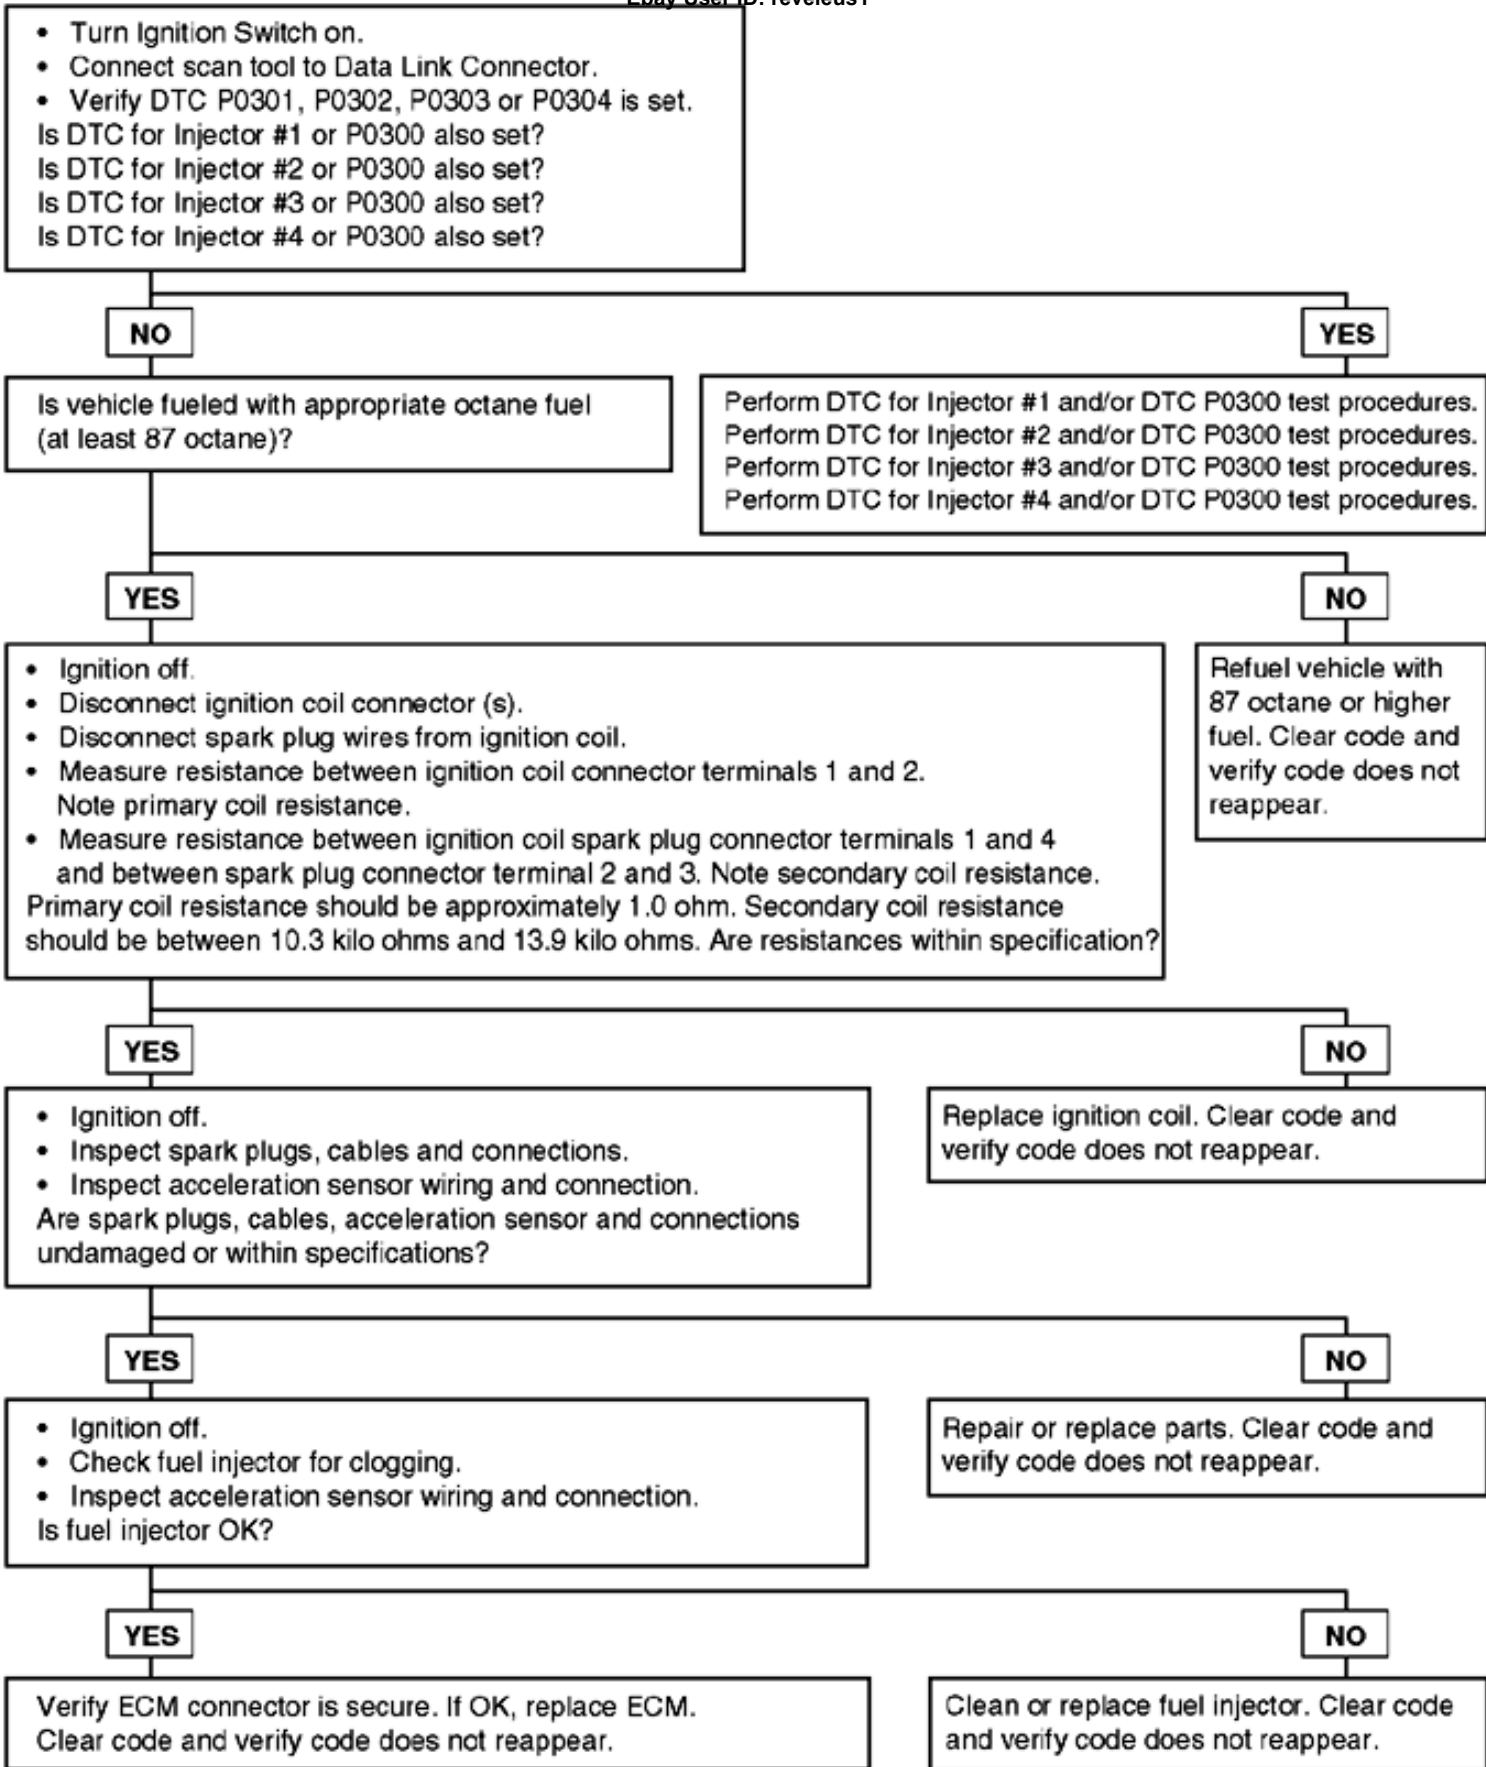 Ebay User ID: reveleus1
• Turn Ignition Switch on.
• Connect scan tool to Data Link Connector.
• Verify DTC P0301, P0302, P0303 or P0304 is set.
Is DTC for Injector #1 or P0300 also set?
Is DTC for Injector #2 or P0300 also set?
Is DTC for Injector #3 or P0300 also set?
Is DTC for Injector #4 or P0300 also set?
NO
YES
Is vehicle fueled with appropriate octane fuel
(at least 87 octane)?
Perform DTC for Injector #1 and/or DTC P0300 test procedures.
Perform DTC for Injector #2 and/or DTC P0300 test procedures.
Perform DTC for Injector #3 and/or DTC P0300 test procedures.
Perform DTC for Injector #4 and/or DTC P0300 test procedures.
YES
NO
• Ignition off.
• Disconnect ignition coil connector (s).
• Disconnect spark plug wires from ignition coil.
• Measure resistance between ignition coil connector terminals 1 and 2.
Note primary coil resistance.
• Measure resistance between ignition coil spark plug connector terminals 1 and 4
and between spark plug connector terminal 2 and 3. Note secondary coil resistance.
Primary coil resistance should be approximately 1.0 ohm. Secondary coil resistance
should be between 10.3 kilo ohms and 13.9 kilo ohms. Are resistances within specification?
Refuel vehicle with
87 octane or higher
fuel. Clear code and
verify code does not
reappear.
YES
NO
• Ignition off.
• Inspect spark plugs, cables and connections.
• Inspect acceleration sensor wiring and connection.
Are spark plugs, cables, acceleration sensor and connections
undamaged or within specifications?
Replace ignition coil. Clear code and
verify code does not reappear.
YES
NO
• Ignition off.
• Check fuel injector for clogging.
• Inspect acceleration sensor wiring and connection.
Is fuel injector OK?
Repair or replace parts. Clear code and
verify code does not reappear.
YES
NO
Verify ECM connector is secure. If OK, replace ECM.
Clear code and verify code does not reappear.
Clean or replace fuel injector. Clear code
and verify code does not reappear.